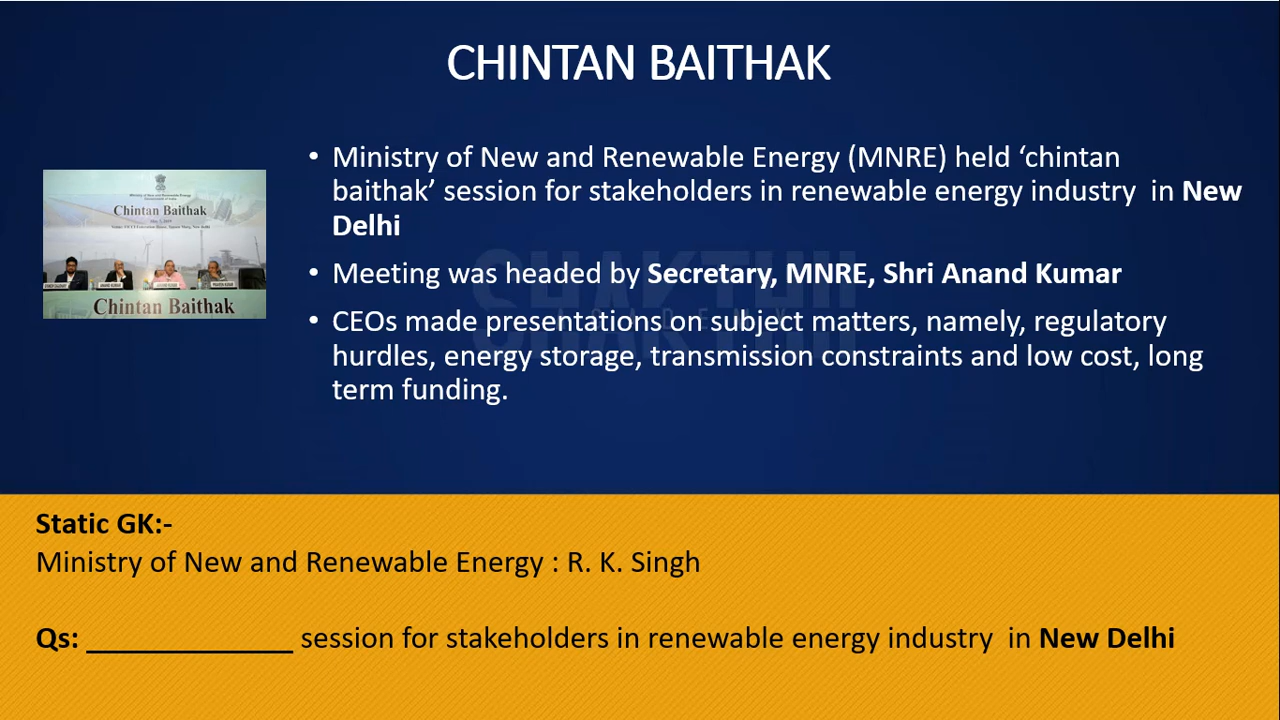 CHINTAN BAITHAK
• Ministry of New and Renewable Energy (MNRE) held ‘chintan
baithak’ session for stakeholders in renewable energy industry in New
Delhi
• Meeting was headed by Secretary, MNRE, Shri Anand Kumar
• CEOs made presentations on subject matters, namely, regulatory
hurdles, energy storage, transmission constraints and low cost, long
term funding.
Chintan Baithak
Chintan Baithak
SHAKTHII
ACADEMY
Static GK:-
Ministry of New and Renewable Energy : R. K. Singh
Qs: ______________ session for stakeholders in renewable energy industry in New Delhi